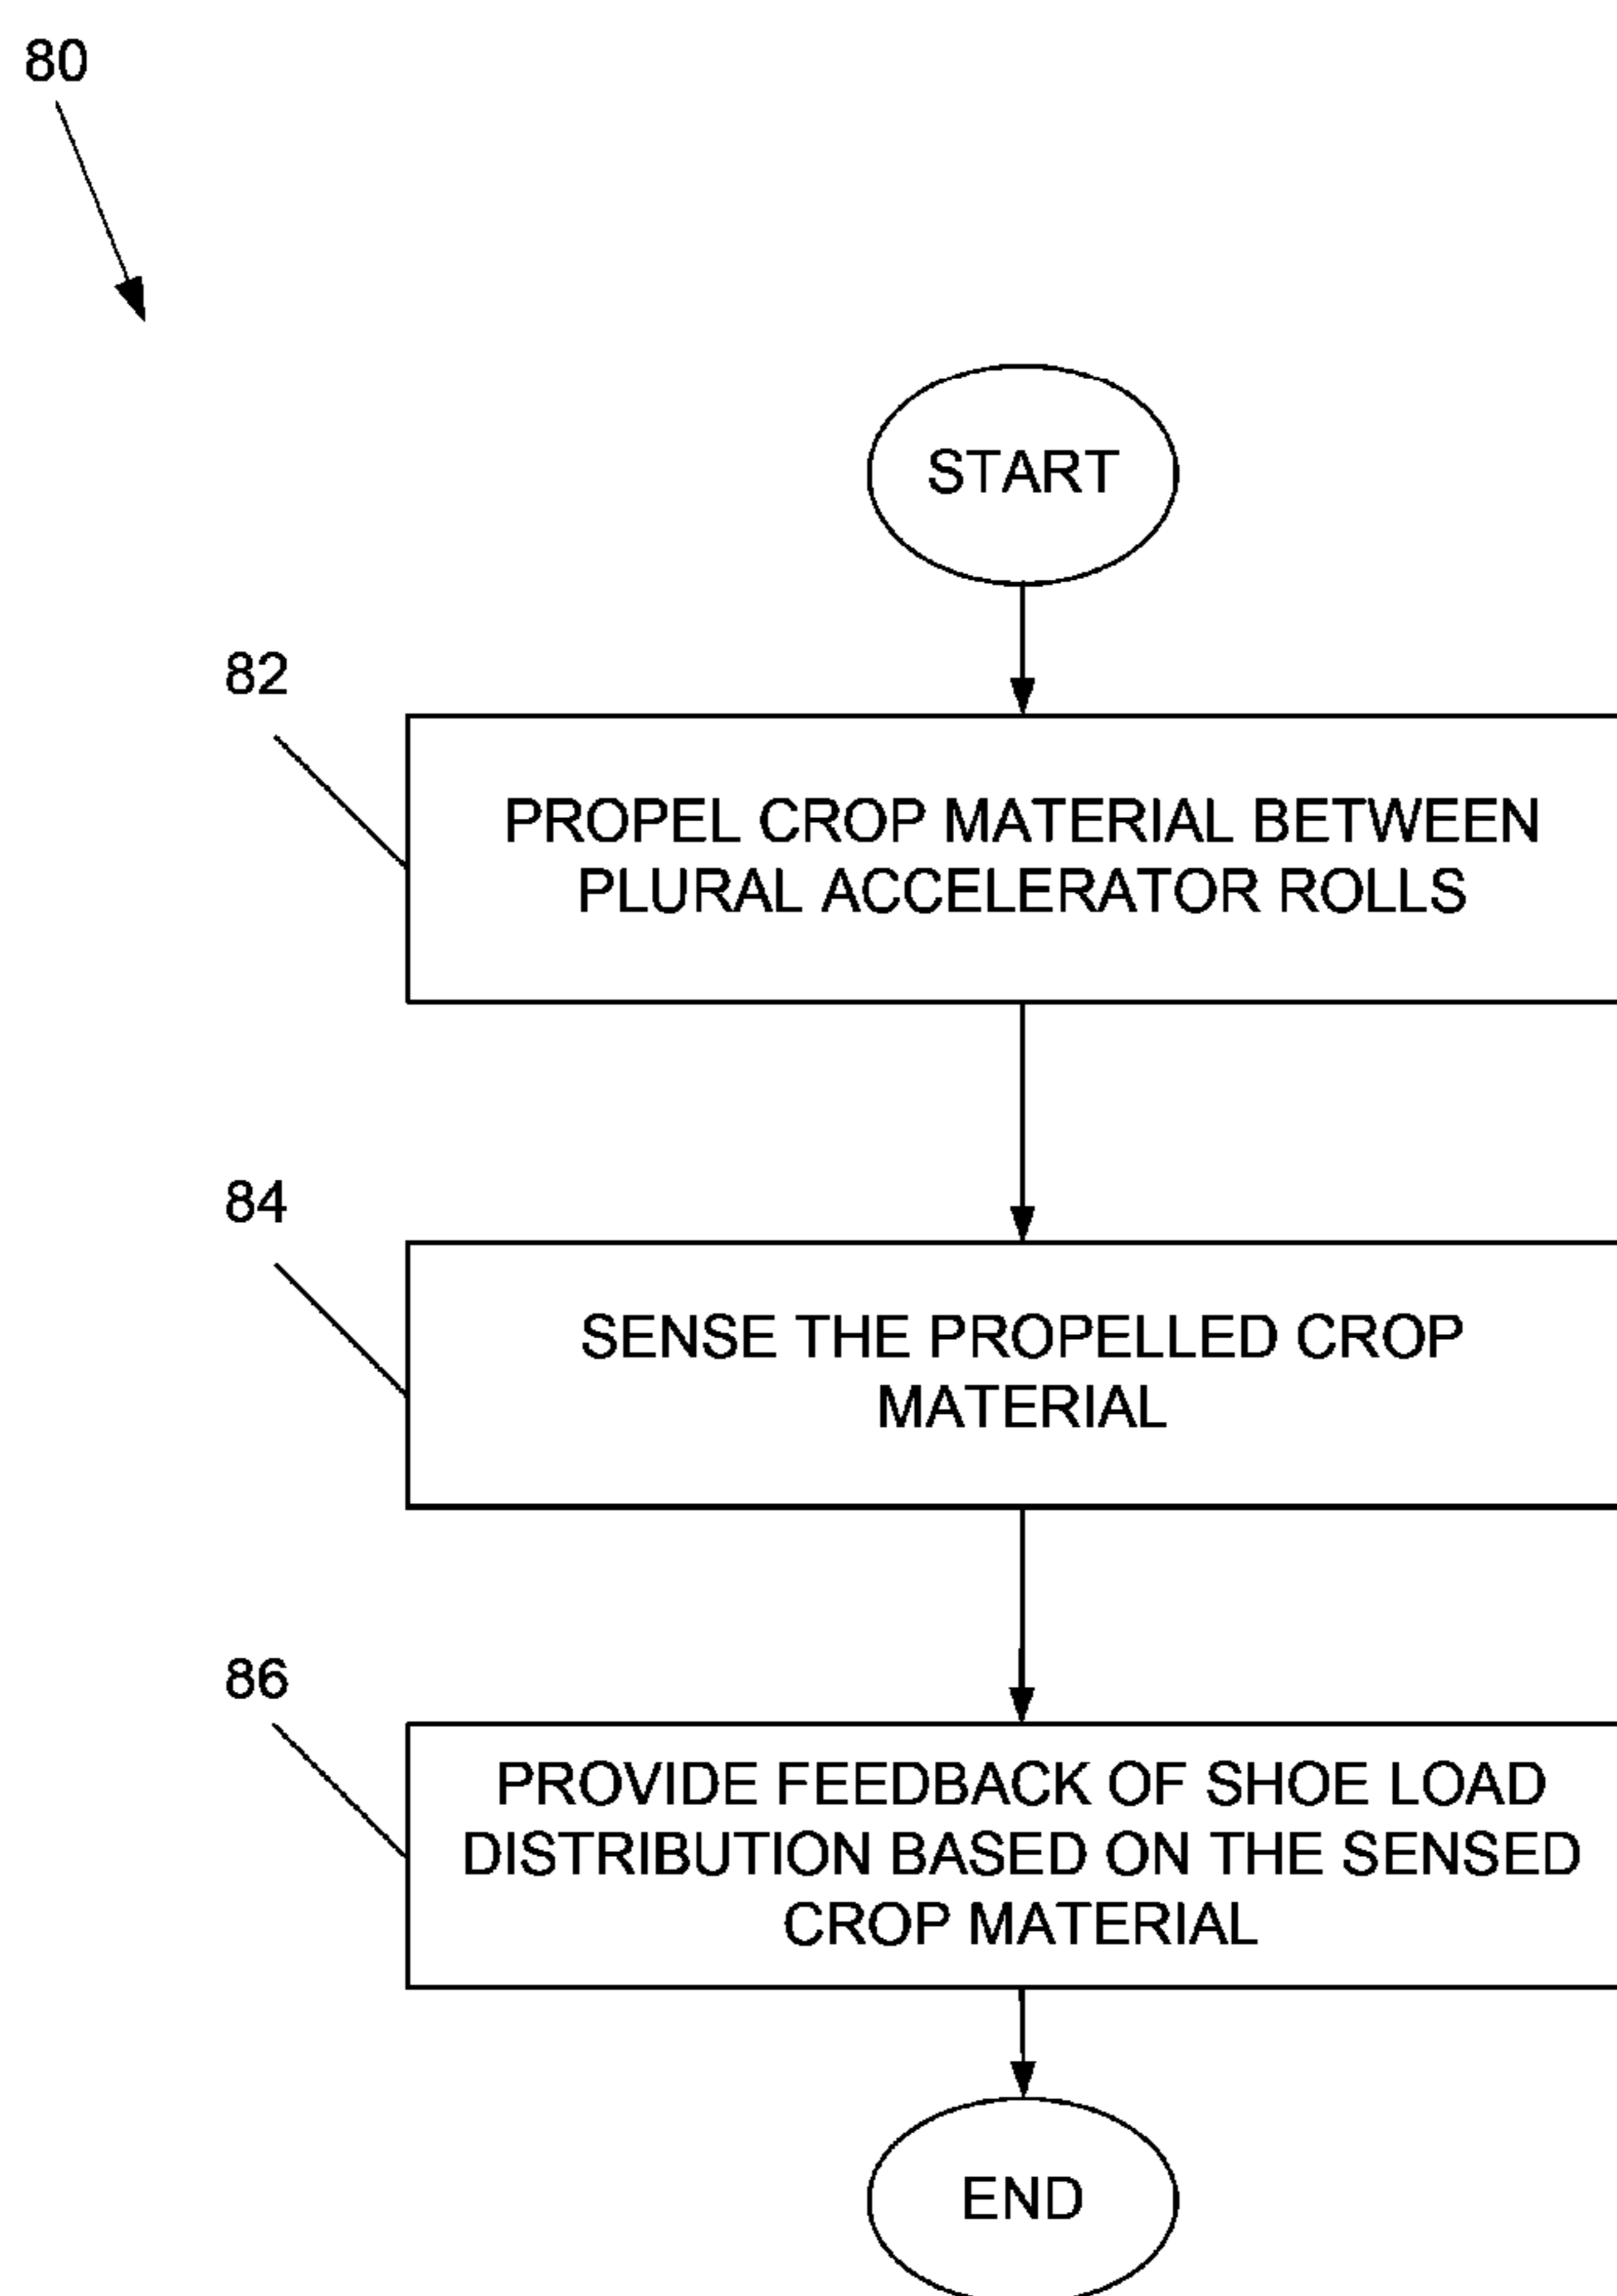 80
START
82
PROPEL CROP MATERIAL BETWEEN
PLURAL ACCELERATOR ROLLS
84
SENSE THE PROPELLED CROP
MATERIAL
86
PROVIDE FEEDBACK OF SHOE LOAD
DISTRIBUTION BASED ON THE SENSED
CROP MATERIAL
END